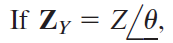 If Z_Y = Z/θ,